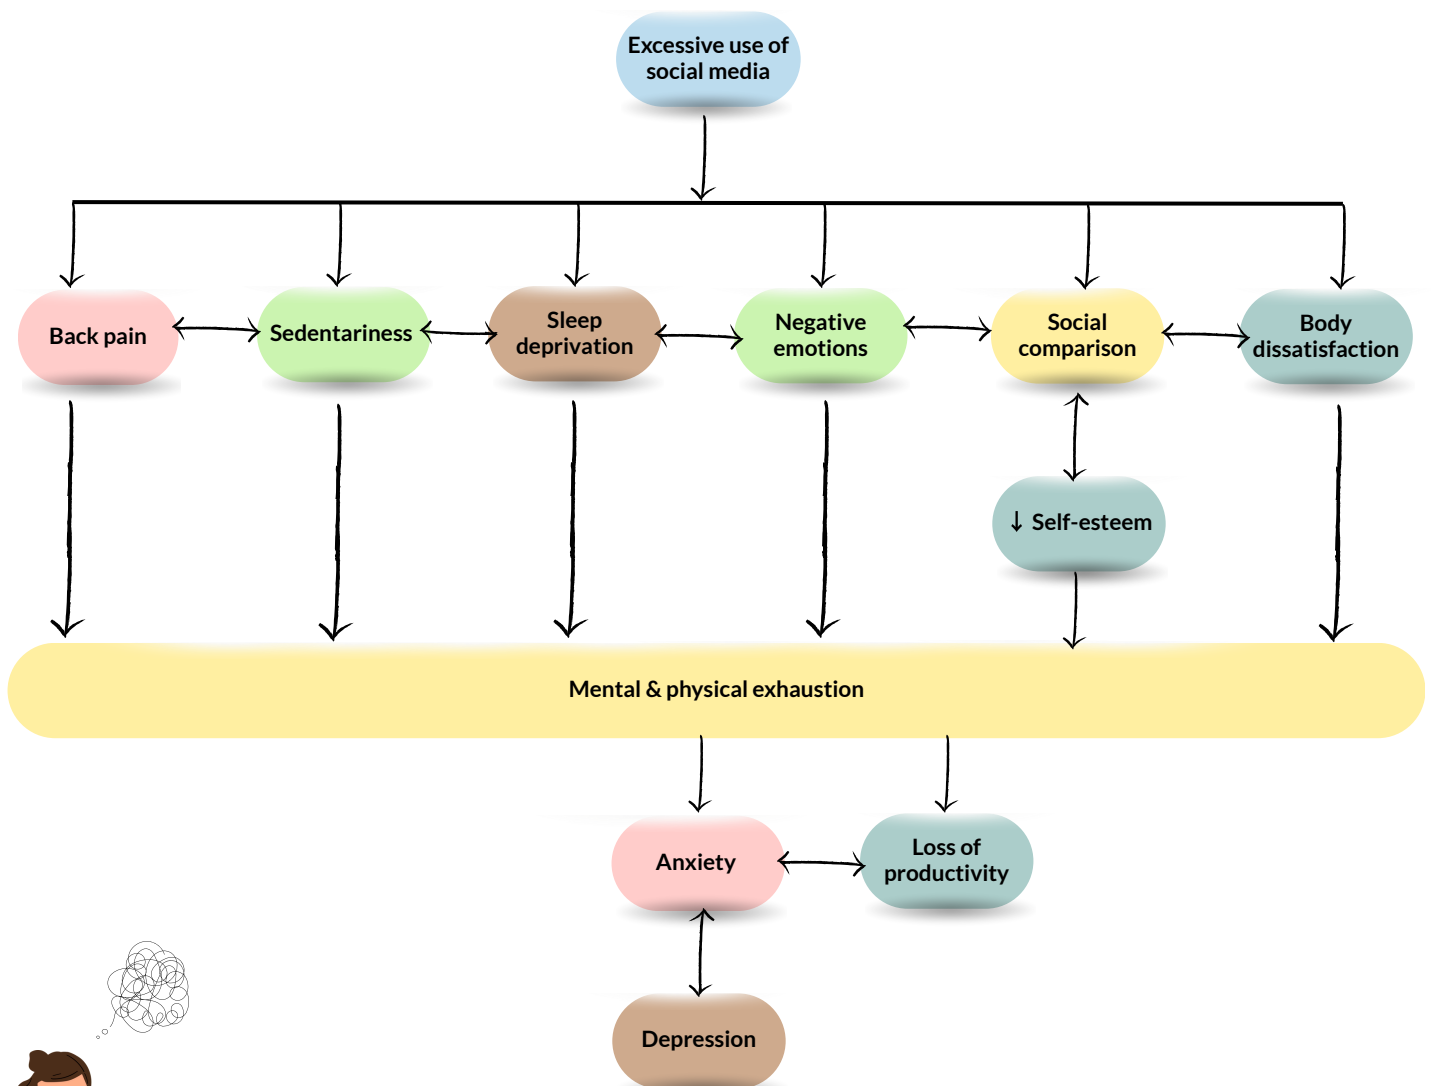 Excessive use of
social media
Back pain
Sedentariness
Sleep
deprivation
Negative
emotions
Social
comparison
Body
dissatisfaction
↓ Self-esteem
Mental & physical exhaustion
Anxiety
Loss of
productivity
Depression